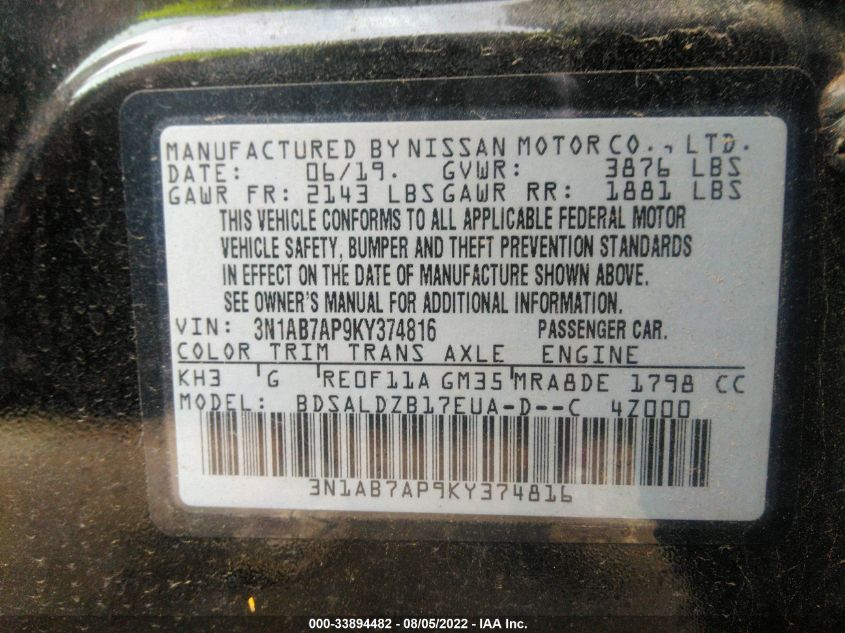 MANUFACTURED BY NISSAN MOTOR CO., LTD.
DATE: 06/19. GVWR: 3876 LBS
GAWR FR: 2143 LBS GAWR RR: 1881 LBS
THIS VEHICLE CONFORMS TO ALL APPLICABLE FEDERAL MOTOR
VEHICLE SAFETY, BUMPER AND THEFT PREVENTION STANDARDS
IN EFFECT ON THE DATE OF MANUFACTURE SHOWN ABOVE.
SEE OWNER'S MANUAL FOR ADDITIONAL INFORMATION.
VIN: 3N1AB7AP9KY374816 PASSENGER CAR.
COLOR TRIM TRANS AXLE ENGINE
KH3 G RE0F11A GM35 MRA8DE 1798 CC
MODEL: BDSALDZB17EUA-D--C 4Z000
3N1AB7AP9KY374816
000-33894482 - 08/05/2022 - IAA Inc.